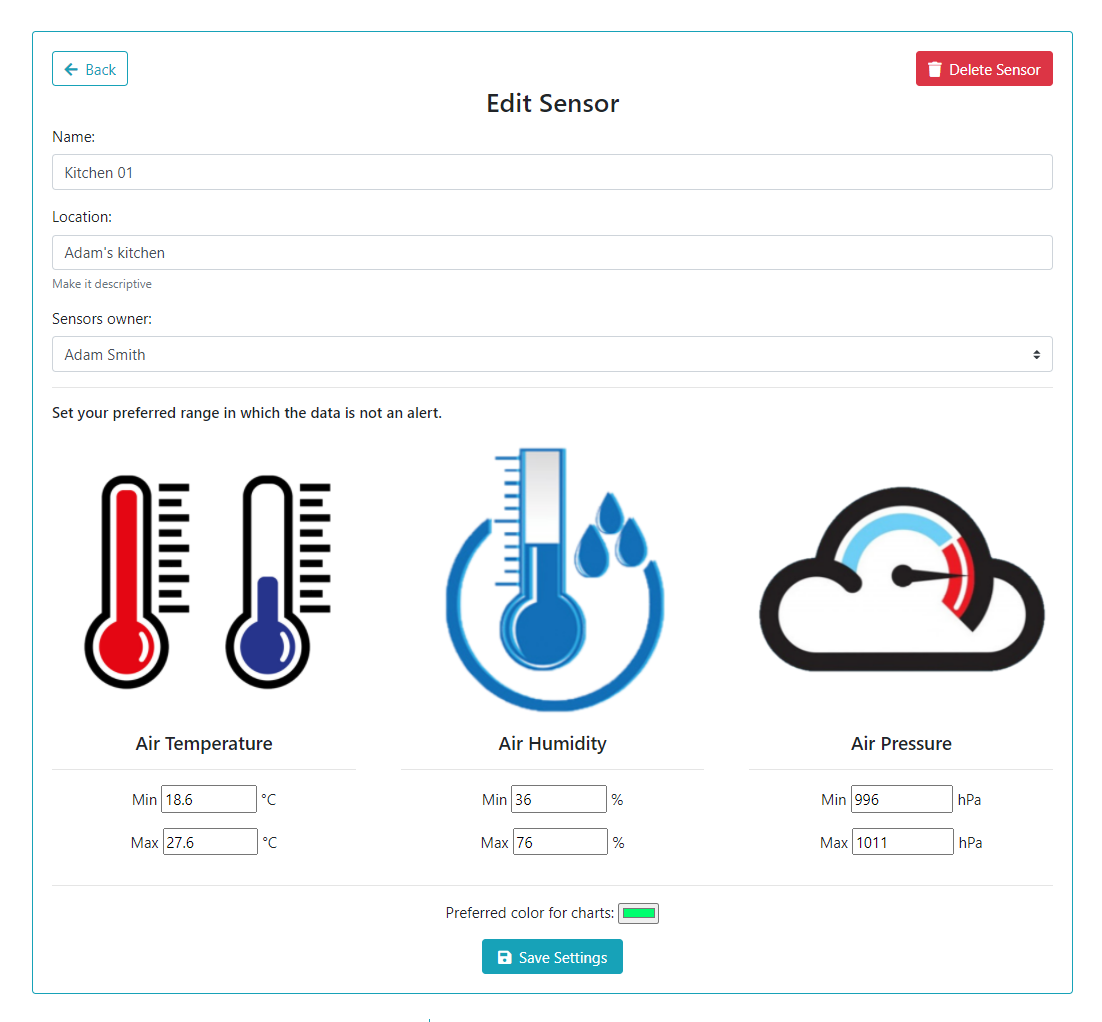 Back
Delete Sensor
Edit Sensor
Name:
Kitchen 01
Location:
Adam's kitchen
Make it descriptive
Sensors owner:
Adam Smith
Set your preferred range in which the data is not an alert.
Air Temperature
Air Humidity
Air Pressure
Min 18.6 °C
Min 36 %
Min 996 hPa
Max 27.6 °C
Max 76 %
Max 1011 hPa
Preferred color for charts:
Save Settings